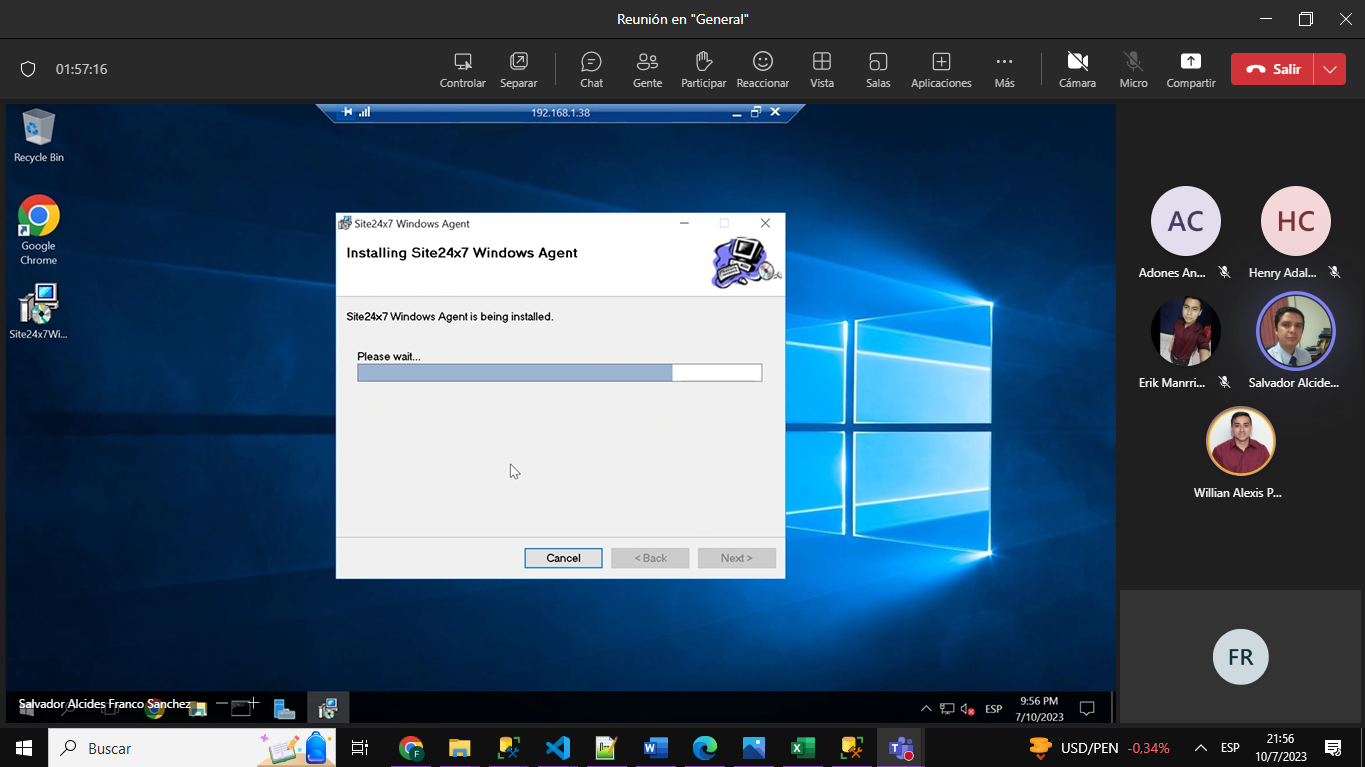 Reunión en "General"
01:57:16
Controlar
Separar
Chat
Gente
Participar
Reaccionar
Vista
Salas
Aplicaciones
Más
Cámara
Micro
Compartir
Salir
192.168.1.38
Recycle Bin
Google
Chrome
Site24x7Wi...
Site24x7 Windows Agent
Installing Site24x7 Windows Agent
Site24x7 Windows Agent is being installed.
Please wait...
Cancel
< Back
Next >
AC
Adones An...
HC
Henry Adal...
Erik Manrri...
Salvador Alcide...
Willian Alexis P...
FR
Salvador Alcides Franco Sanchez
ESP
9:56 PM
7/10/2023
Buscar
USD/PEN -0,34%
ESP
21:56
10/7/2023